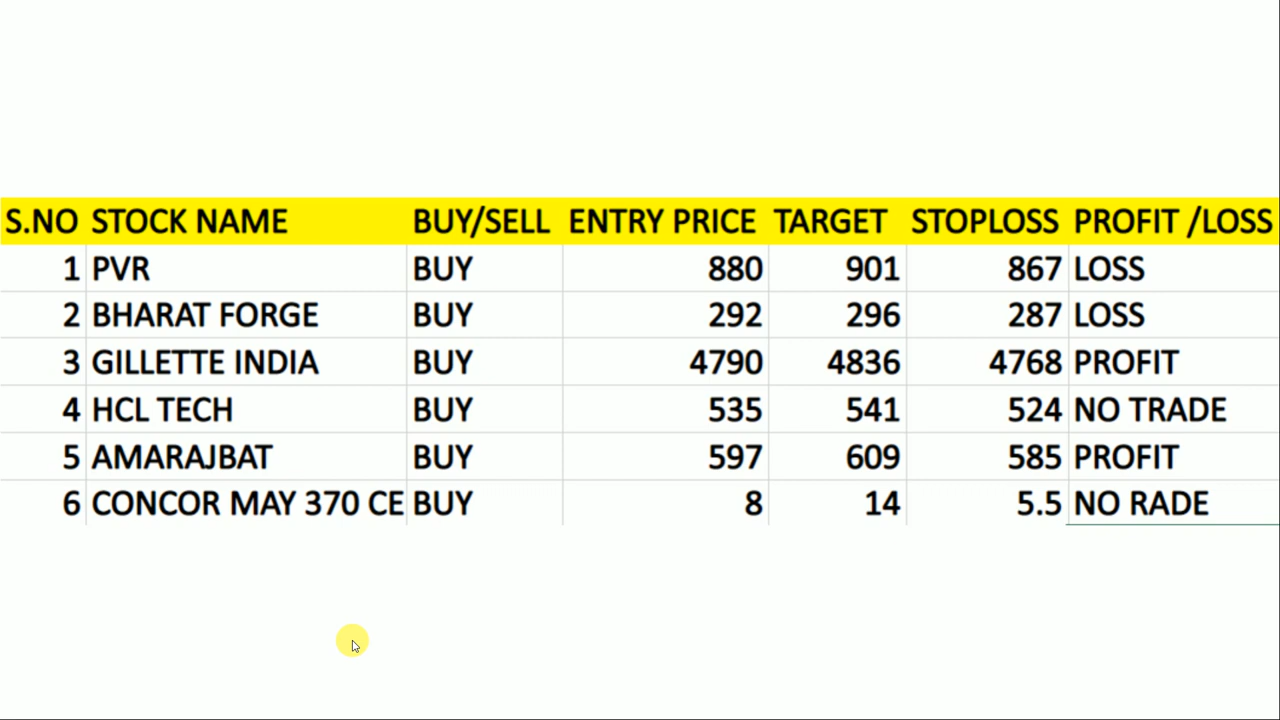 S.NO STOCK NAME BUY/SELL ENTRY PRICE TARGET STOPLOSS PROFIT /LOSS
1 PVR BUY 880 901 867 LOSS
2 BHARAT FORGE BUY 292 296 287 LOSS
3 GILLETTE INDIA BUY 4790 4836 4768 PROFIT
4 HCL TECH BUY 535 541 524 NO TRADE
5 AMARAJBAT BUY 597 609 585 PROFIT
6 CONCOR MAY 370 CE BUY 8 14 5.5 NO RADE